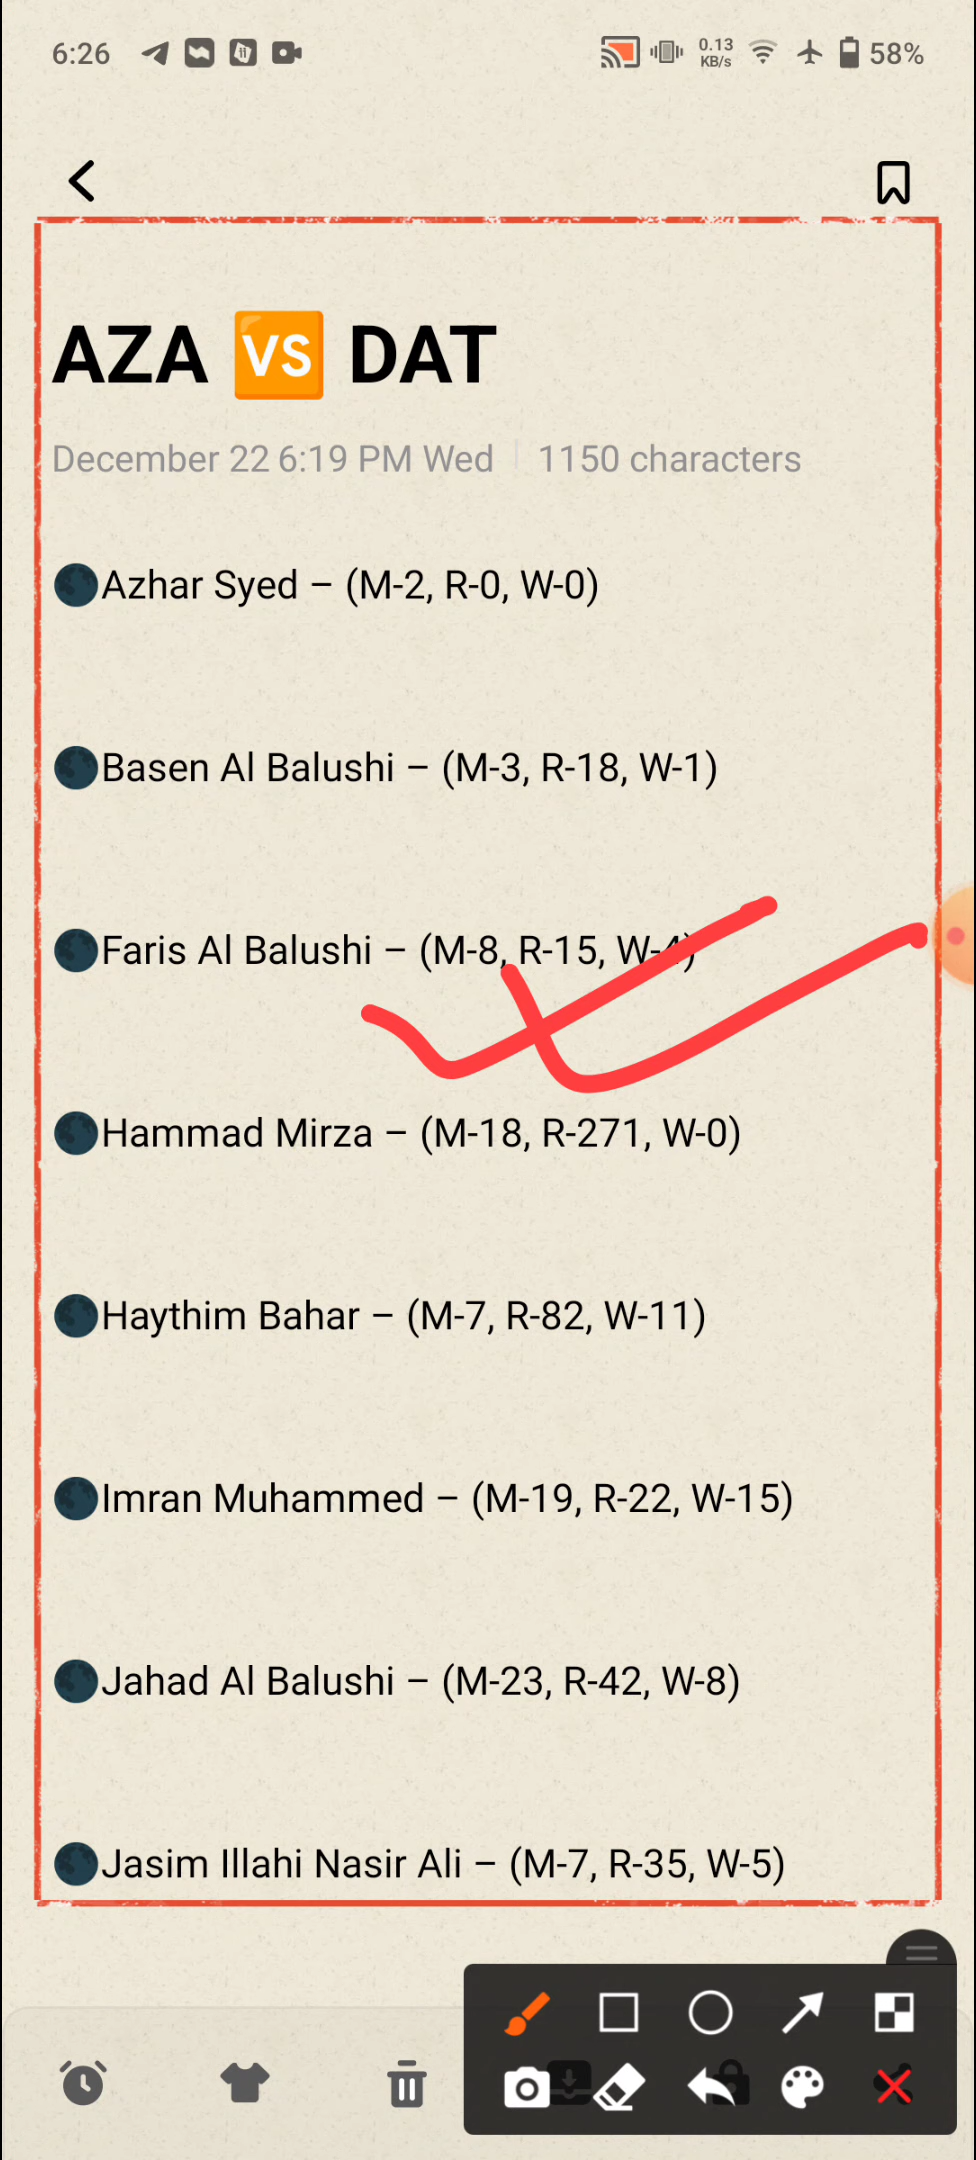 6:26 0.13 KB/s 58%
AZA 🆚 DAT
December 22 6:19 PM Wed | 1150 characters
🌑Azhar Syed – (M-2, R-0, W-0)
🌑Basen Al Balushi – (M-3, R-18, W-1)
🌑Faris Al Balushi – (M-8, R-15, W-4)
🌑Hammad Mirza – (M-18, R-271, W-0)
🌑Haythim Bahar – (M-7, R-82, W-11)
🌑Imran Muhammed – (M-19, R-22, W-15)
🌑Jahad Al Balushi – (M-23, R-42, W-8)
🌑Jasim Illahi Nasir Ali – (M-7, R-35, W-5)